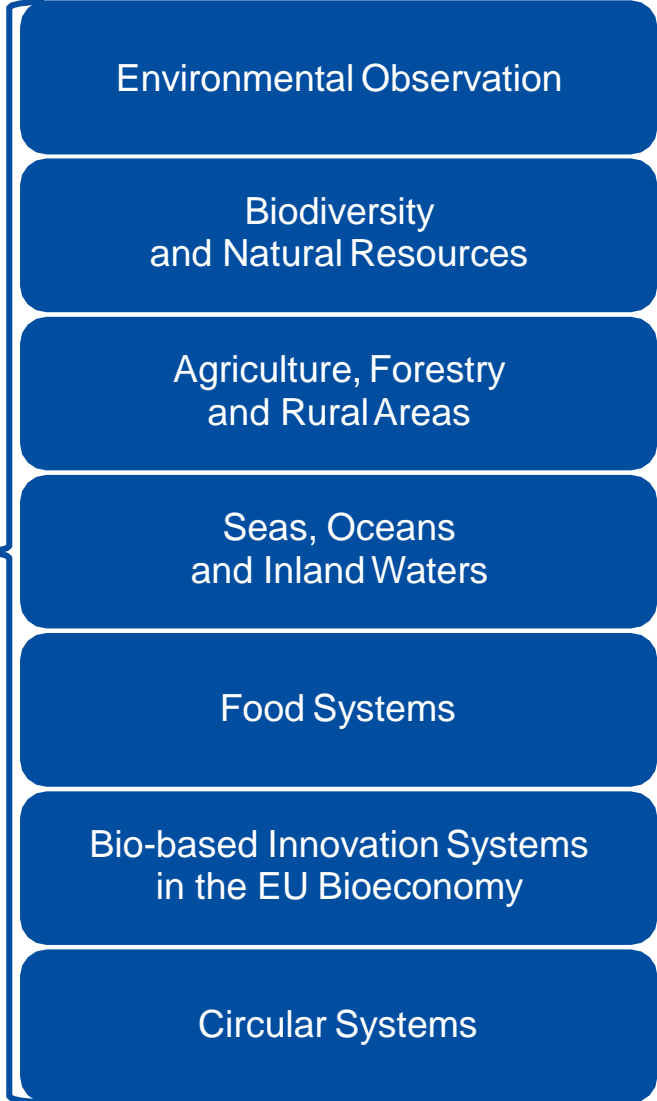 Environmental Observation
Biodiversity
and Natural Resources
Agriculture, Forestry
and Rural Areas
Seas, Oceans
and Inland Waters
Food Systems
Bio-based Innovation Systems
in the EU Bioeconomy
Circular Systems